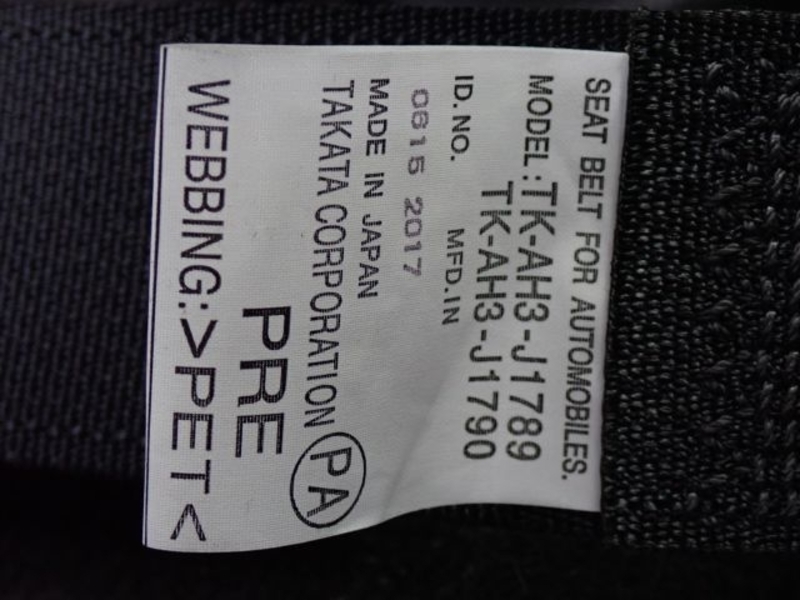 SEAT BELT FOR AUTOMOBILES.
MODEL : TK-AH3-J1789
TK-AH3-J1790
ID. NO. MFD. IN
0615 2017
MADE IN JAPAN
TAKATA CORPORATION PA
PRE
WEBBING:>PET<